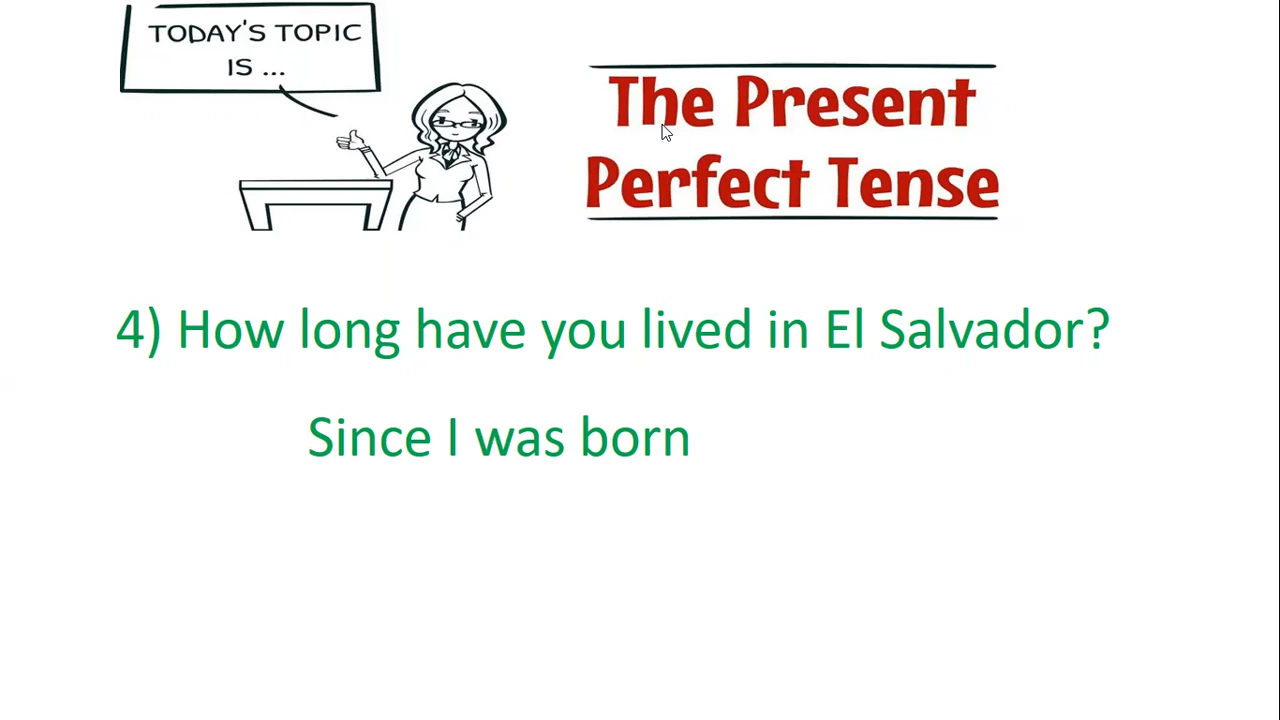 TODAY'S TOPIC
IS ...
The Present
Perfect Tense
4) How long have you lived in El Salvador?
Since I was born